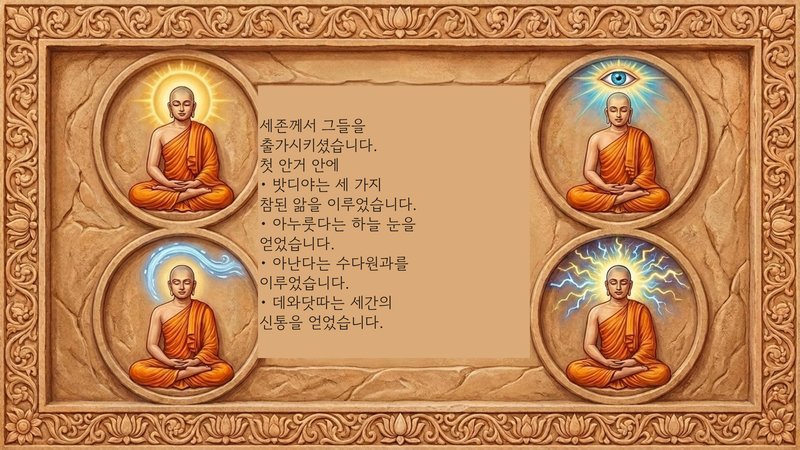 세존께서 그들을
출가시키셨습니다.
첫 안거 안에
• 밧디야는 세 가지
참된 앎을 이루었습니다.
• 아누룻다는 하늘 눈을
얻었습니다.
• 아난다는 수다원과를
이루었습니다.
• 데와닷따는 세간의
신통을 얻었습니다.